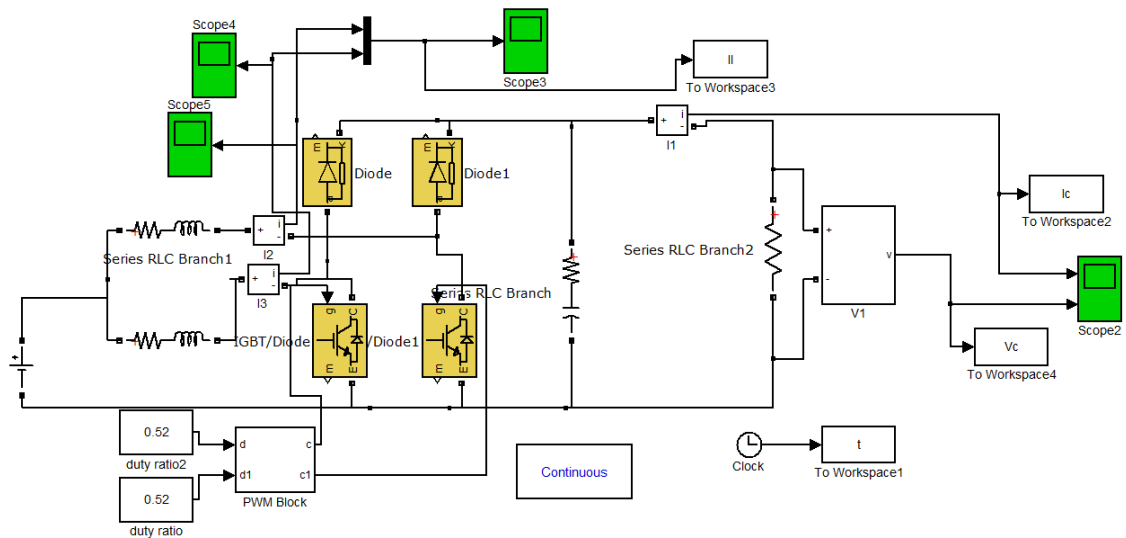 Scope4
Scope3
Il
To Workspace3
Scope5
m
K
Diode
m
K
Diode1
i
+
-
I1
Ic
To Workspace2
Series RLC Branch1
+
i
-
I2
+
i
-
I3
Series RLC Branch2
+
-
v
V1
Scope2
Series RLC Branch
IGBT/Diode
g
C
m
E
/Diode1
g
C
m
E
Vc
To Workspace4
0.52
duty ratio2
0.52
duty ratio
d
d1
c
c1
PWM Block
Continuous
Clock
t
To Workspace1